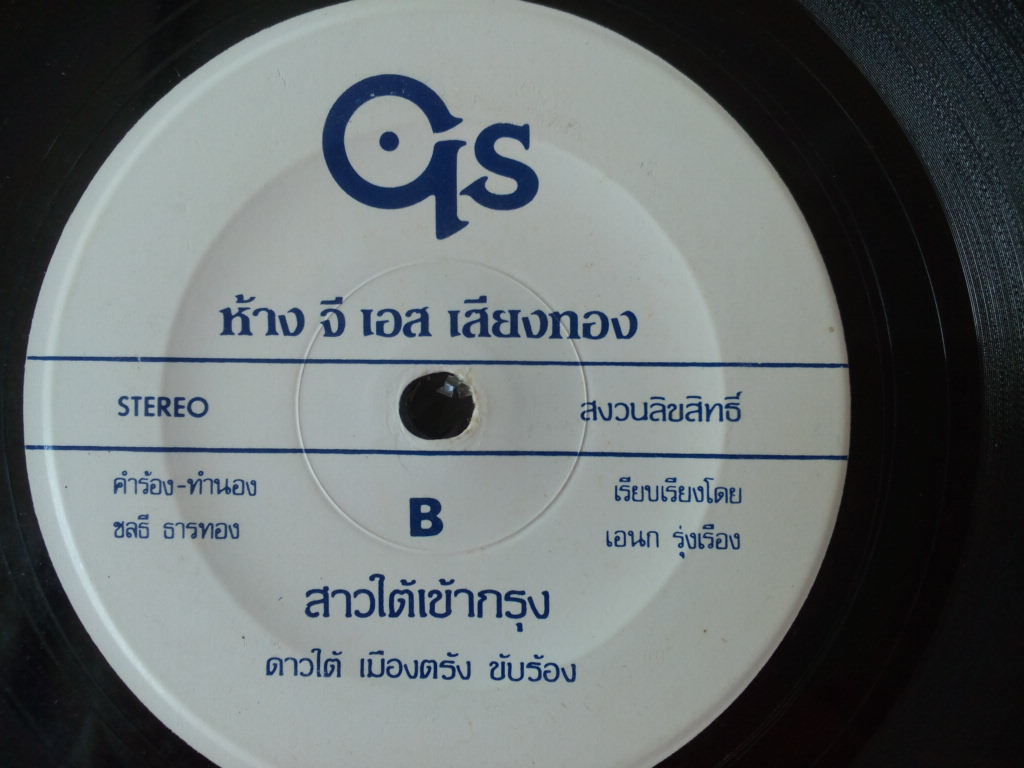 GS
ห้าง จี เอส เสียงทอง
STEREO
สงวนลิขสิทธิ์
คำร้อง-ทำนอง
ชลธี ธารทอง
B
เรียบเรียงโดย
เอนก รุ่งเรือง
สาวใต้เข้ากรุง
ดาวใต้ เมืองตรัง ขับร้อง